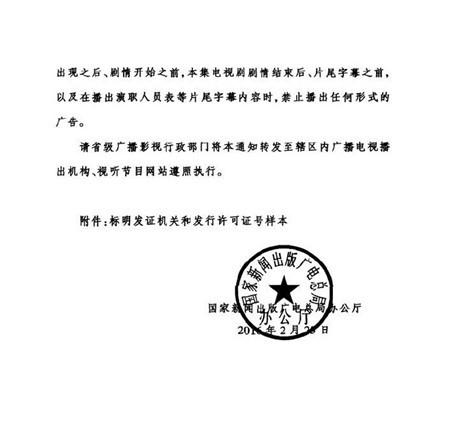 出现之后、剧情开始之前，本集电视剧剧情结束后、片尾字幕之前，
以及在播出演职人员表等片尾字幕内容时，禁止播出任何形式的
广告。
请省级广播影视行政部门将本通知转发至辖区内广播电视播
出机构、视听节目网站遵照执行。
附件：标明发证机关和发行许可证号样本
国家新闻出版广电总局
办公厅
国家新闻出版广电总局办公厅
2016年2月 日